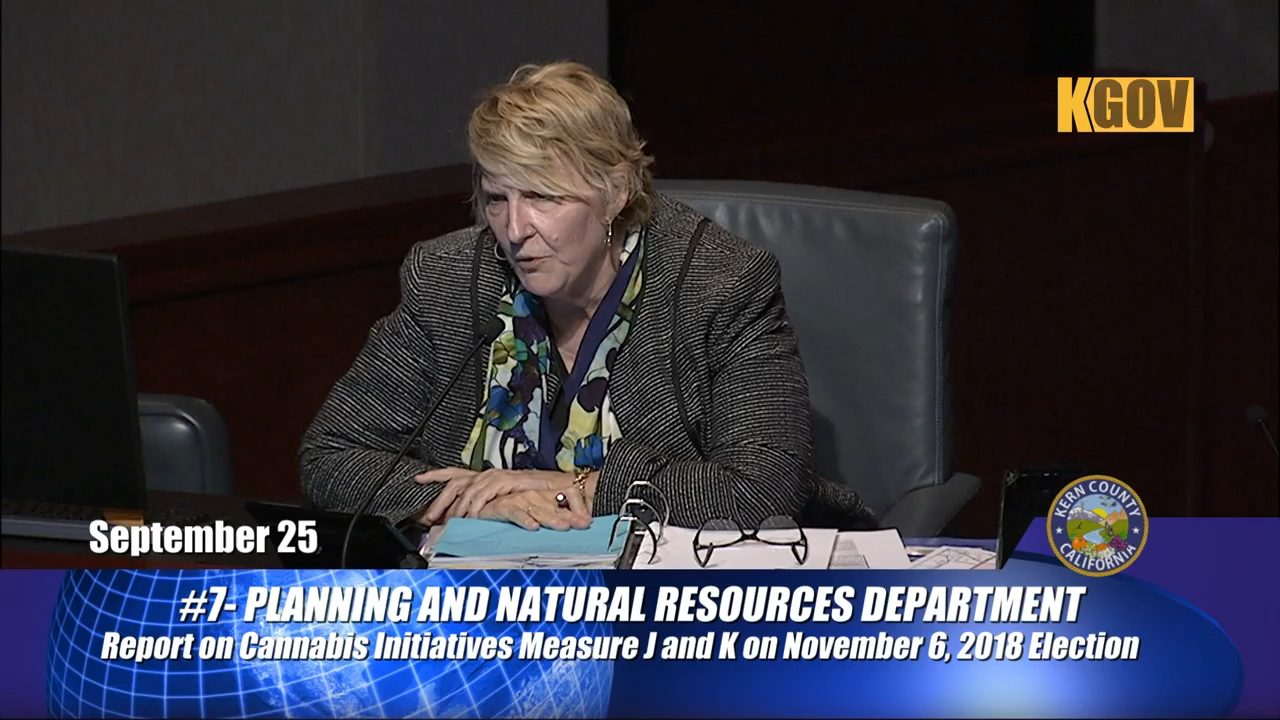 KGOV
KERN COUNTY
CALIFORNIA
September 25
#7- PLANNING AND NATURAL RESOURCES DEPARTMENT
Report on Cannabis Initiatives Measure J and K on November 6, 2018 Election